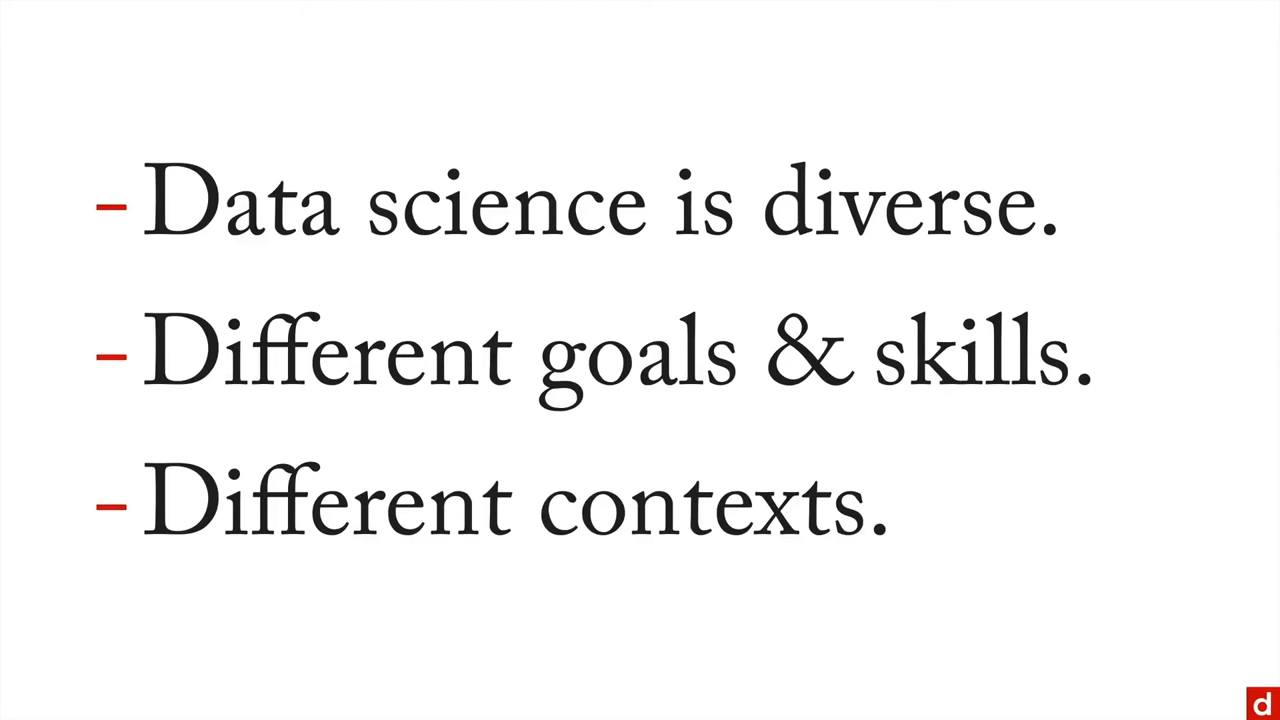 - Data science is diverse.
- Different goals & skills.
- Different contexts.
d